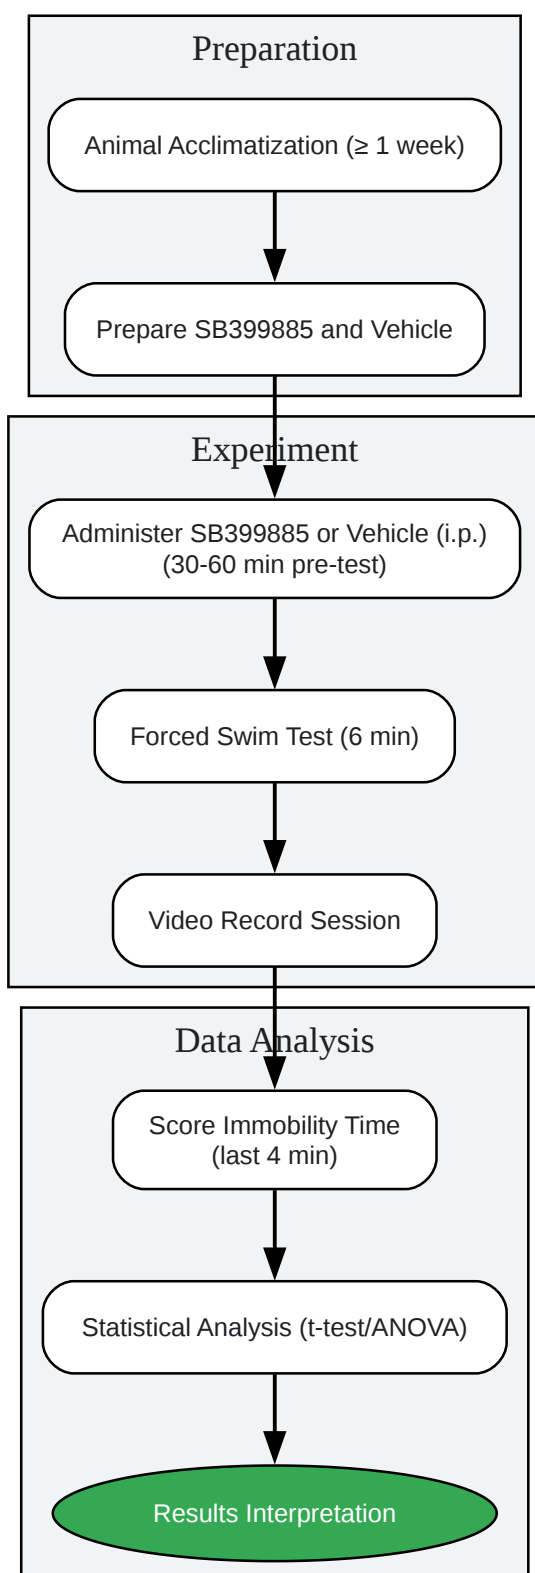 Preparation
Animal Acclimatization (≥ 1 week)
Prepare SB399885 and Vehicle
Experiment
Administer SB399885 or Vehicle (i.p.)
(30-60 min pre-test)
Forced Swim Test (6 min)
Video Record Session
Data Analysis
Score Immobility Time
(last 4 min)
Statistical Analysis (t-test/ANOVA)
Results Interpretation